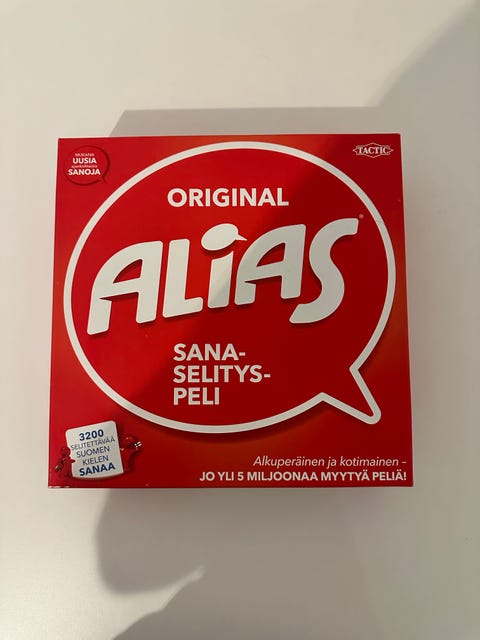 MUKANA
UUSIA
ajankohtaisia
SANOJA
TACTIC
ORIGINAL
ALiAS®
SANA-
SELITYS-
PELI
3200
SELITETTÄVÄÄ
SUOMEN
KIELEN
SANAA
Alkuperäinen ja kotimainen –
JO YLI 5 MILJOONAA MYYTYÄ PELIÄ!